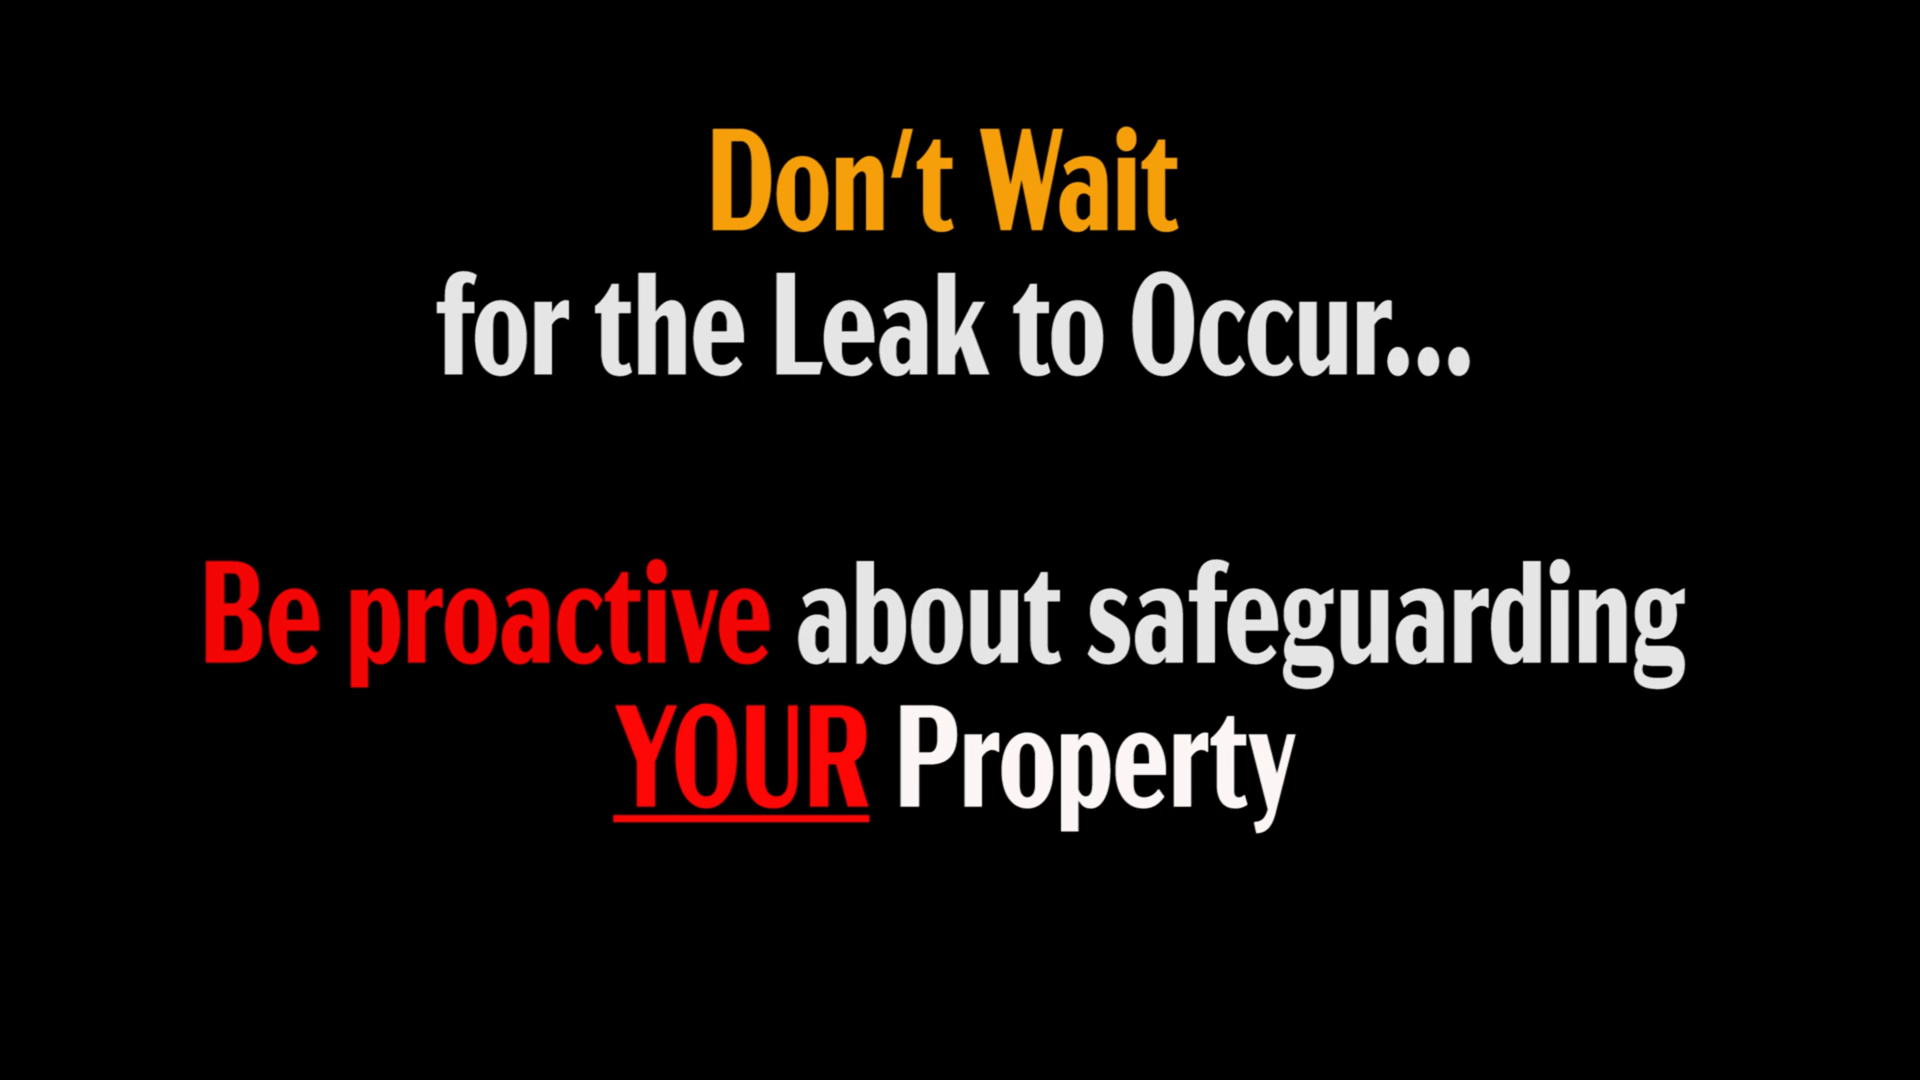 Don't Wait
for the Leak to Occur...
Be proactive about safeguarding
YOUR Property